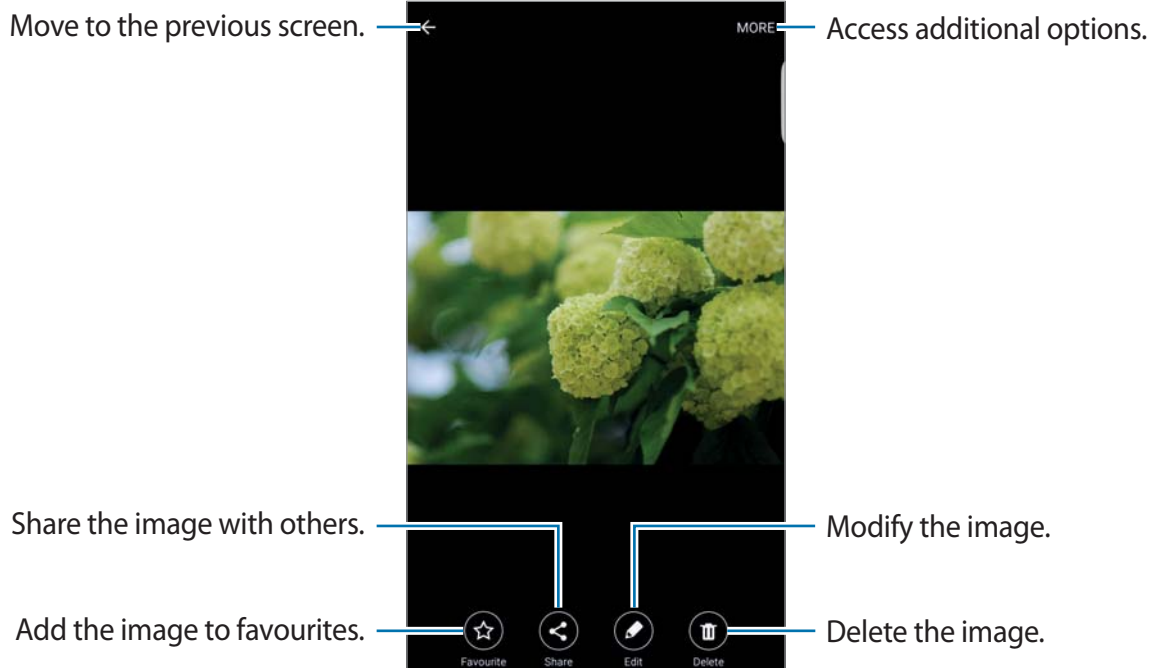 Move to the previous screen.
MORE
Access additional options.
Share the image with others.
Modify the image.
Add the image to favourites.
Delete the image.
Favourite
Share
Edit
Delete